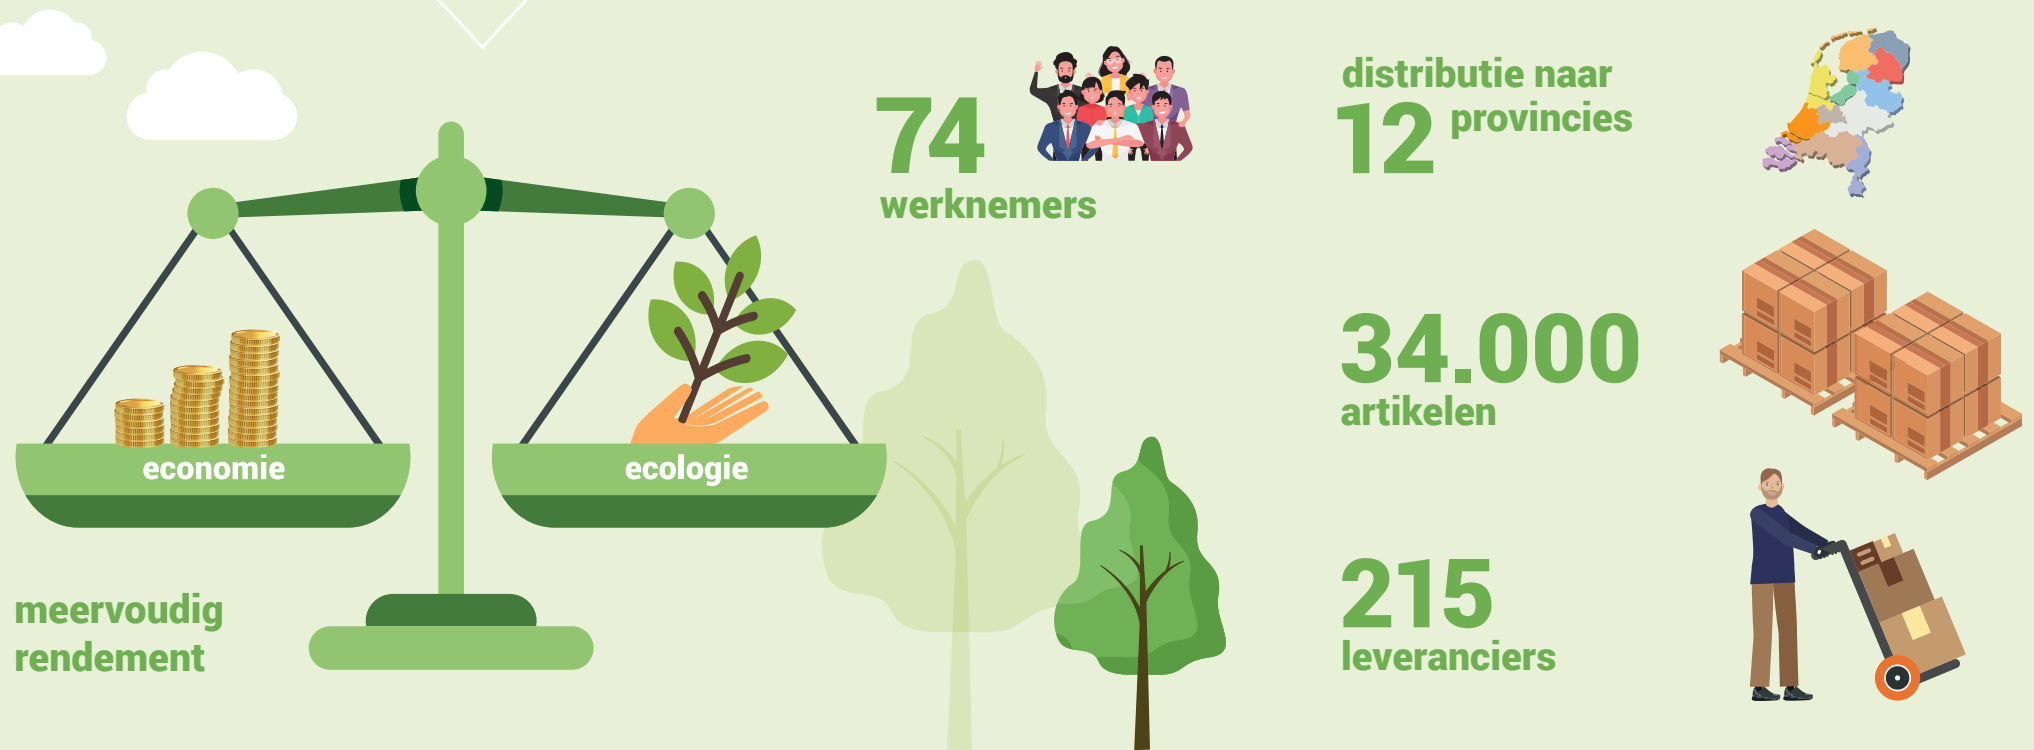 economie
ecologie
meervoudig
rendement
74
werknemers
distributie naar
12 provincies
34.000
artikelen
215
leveranciers